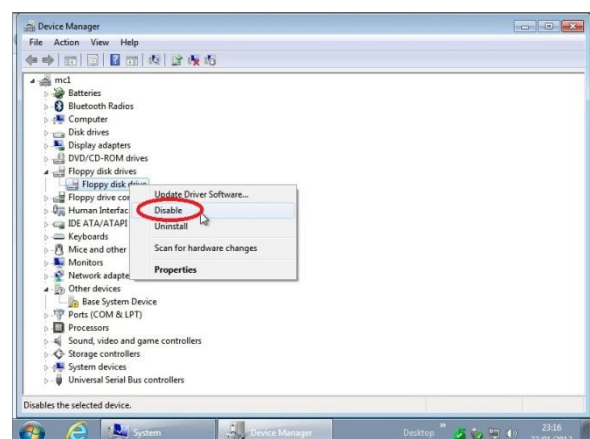 Device Manager
File Action View Help
mc1
Batteries
Bluetooth Radios
Computer
Disk drives
Display adapters
DVD/CD-ROM drives
Floppy disk drives
Floppy disk drive
Update Driver Software...
Floppy drive con
Disable
Human Interfac
Uninstall
IDE ATA/ATAPI
Keyboards
Scan for hardware changes
Mice and other
Monitors
Properties
Network adapte
Other devices
Base System Device
Ports (COM & LPT)
Processors
Sound, video and game controllers
Storage controllers
System devices
Universal Serial Bus controllers
Disables the selected device.
System Device Manager Desktop 23:16